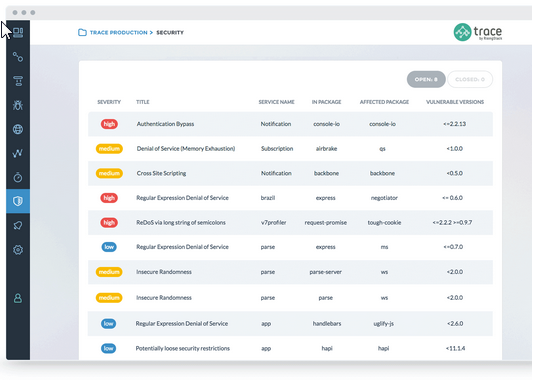 TRACE PRODUCTION > SECURITY
trace
by RisingStack
OPEN: 8 CLOSED: 0
SEVERITY TITLE SERVICE NAME IN PACKAGE AFFECTED PACKAGE VULNERABLE VERSIONS
high Authentication Bypass Notification console-io console-io <=2.2.13
medium Denial of Service (Memory Exhaustion) Subscription airbrake qs <1.0.0
medium Cross Site Scripting Notification backbone backbone <0.5.0
high Regular Expression Denial of Service brazil express negotiator <= 0.6.0
high ReDoS via long string of semicolons v7profiler request-promise tough-cookie <=2.2.2 >=0.9.7
low Regular Expression Denial of Service parse express ms <=0.7.0
medium Insecure Randomness parse parse-server ws <2.0.0
medium Insecure Randomness parse parse ws <2.0.0
low Regular Expression Denial of Service app handlebars uglify-js <2.6.0
low Potentially loose security restrictions app hapi hapi <11.1.4